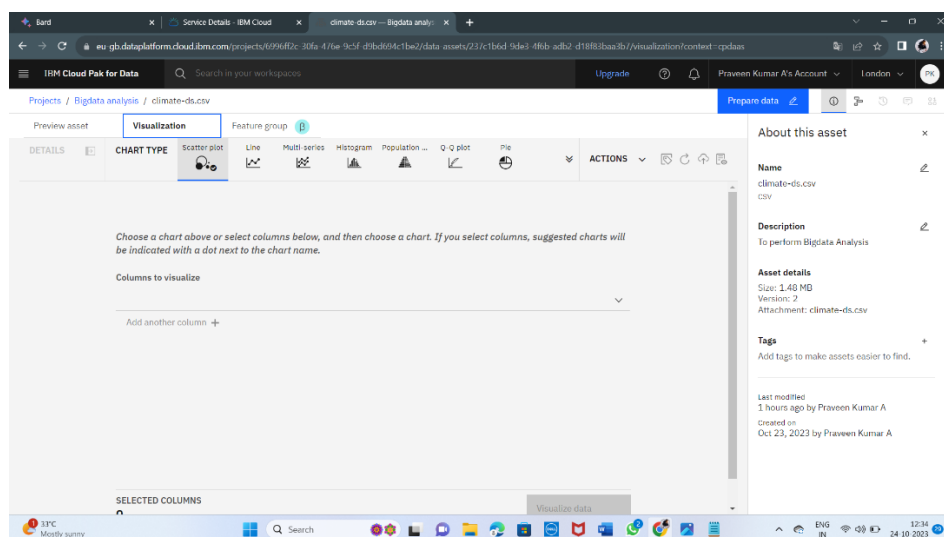 Bard
Service Details - IBM Cloud
climate-ds.csv — Bigdata analy
eu-gb.dataplatform.cloud.ibm.com/projects/6996ff2c-30fa-476e-9c5f-d9bd694c1be2/data-assets/237c1b6d-9de3-4f6b-adb2-d18f83baa3b7/visualization?context=cpdaas
IBM Cloud Pak for Data
Search in your workspaces
Upgrade
Praveen Kumar A's Account
London
PK
Projects / Bigdata analysis / climate-ds.csv
Prepare data
Preview asset
Visualization
Feature group β
DETAILS
CHART TYPE
Scatter plot
Line
Multi-series
Histogram
Population ...
Q-Q plot
Pie
ACTIONS
Choose a chart above or select columns below, and then choose a chart. If you select columns, suggested charts will
be indicated with a dot next to the chart name.
Columns to visualize
Add another column +
SELECTED COLUMNS
Visualize data
About this asset
Name
climate-ds.csv
CSV
Description
To perform Bigdata Analysis
Asset details
Size: 1.48 MB
Version: 2
Attachment: climate-ds.csv
Tags
Add tags to make assets easier to find.
Last modified
1 hours ago by Praveen Kumar A
Created on
Oct 23, 2023 by Praveen Kumar A
33°C
Mostly sunny
Search
ENG
IN
12:34
24-10-2023